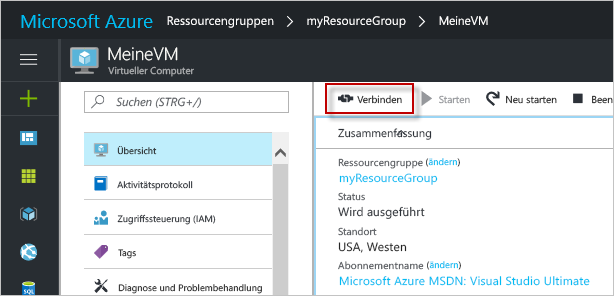 Microsoft Azure Ressourcengruppen > myResourceGroup > MeineVM
MeineVM
Virtueller Computer
Suchen (STRG+/)
Verbinden Starten Neu starten Been
Übersicht
Zusammenfassung
Aktivitätsprotokoll
Ressourcengruppe (ändern)
myResourceGroup
Zugriffssteuerung (IAM)
Status
Wird ausgeführt
Tags
Standort
USA, Westen
Diagnose und Problembehandlung
Abonnementname (ändern)
Microsoft Azure MSDN: Visual Studio Ultimate
SQL